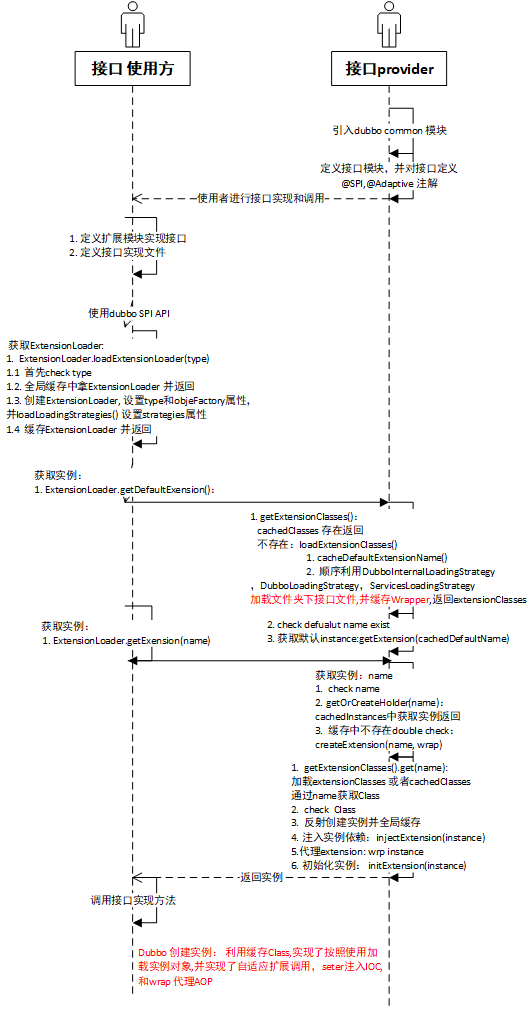 接口 使用方
接口provider
引入dubbo common 模块
定义接口模块，并对接口定义
@SPI,@Adaptive 注解
使用者进行接口实现和调用
1. 定义扩展模块实现接口
2. 定义接口实现文件
使用dubbo SPI API
获取ExtensionLoader:
1. ExtensionLoader.loadExtensionLoader(type)
1.1 首先check type
1.2. 全局缓存中拿ExtensionLoader 并返回
1.3. 创建ExtensionLoader, 设置type和objeFactory属性，
并loadLoadingStrategies() 设置strategies属性
1.4 缓存ExtensionLoader 并返回
获取实例：
1. ExtensionLoader.getDefaultExension()：
1. getExtensionClasses()：
cachedClasses 存在返回
不存在：loadExtensionClasses()
1. cacheDefaultExtensionName()
2. 顺序利用DubboInternalLoadingStrategy
，DubboLoadingStrategy，ServicesLoadingStrategy
加载文件夹下接口文件,并缓存Wrapper,返回extensionClasses
2. check defualut name exist
3. 获取默认instance:getExtension(cachedDefaultName)
获取实例：
1. ExtensionLoader.getExension(name)
获取实例：name
1. check name
2. getOrCreateHolder(name)：
cachedInstances中获取实例返回
3. 缓存中不存在double check：
createExtension(name, wrap)
1. getExtensionClasses().get(name):
加载extensionClasses 或者cachedClasses
通过name获取Class
2. check Class
3. 反射创建实例并全局缓存
4. 注入实例依赖：injectExtension(instance)
5.代理extension: wrp instance
6. 初始化实例：initExtension(instance)
返回实例
调用接口实现方法
Dubbo 创建实例： 利用缓存Class,实现了按照使用加
载实例对象,并实现了自适应扩展调用，seter注入IOC,
和wrap 代理AOP